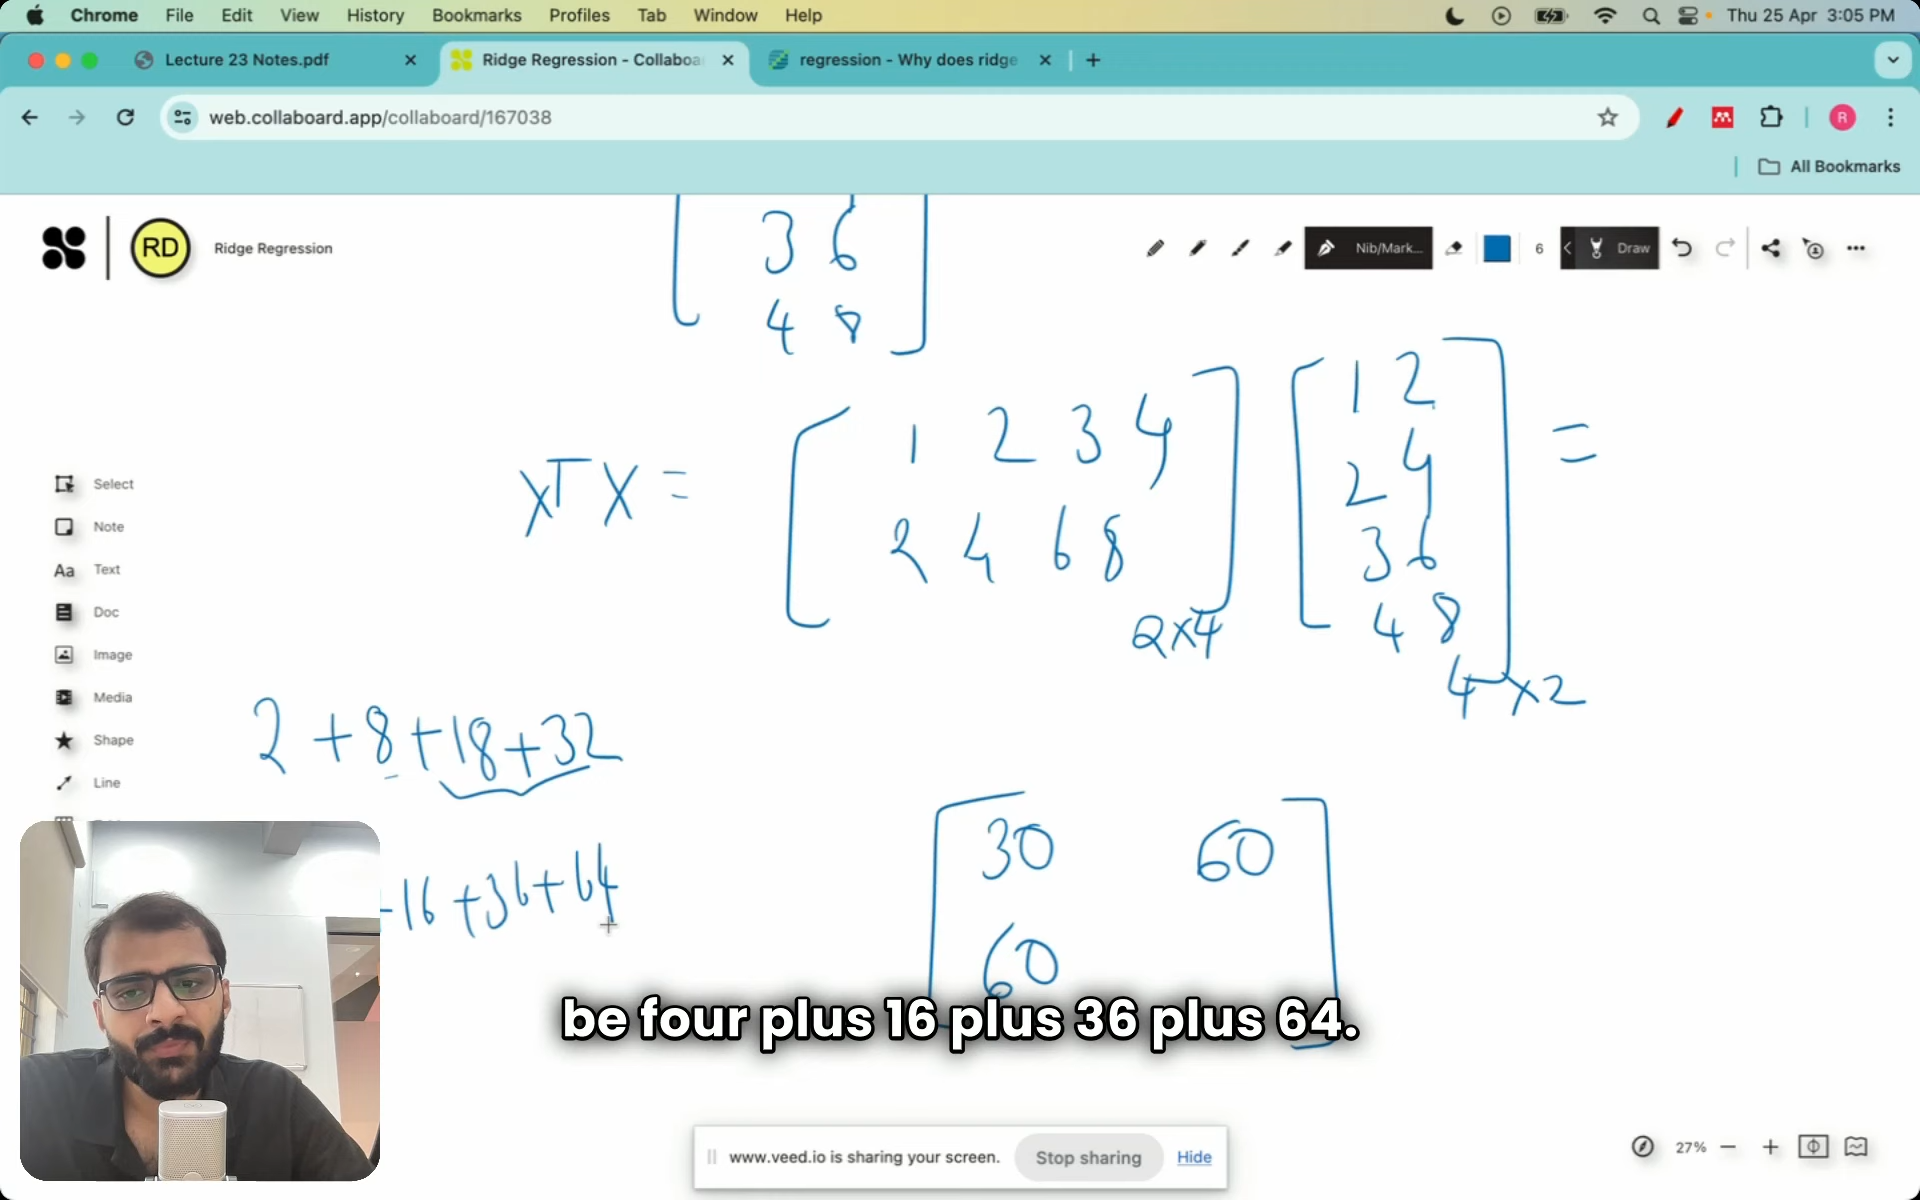 Chrome File Edit View History Bookmarks Profiles Tab Window Help Thu 25 Apr 3:05 PM
Lecture 23 Notes.pdf Ridge Regression - Collaboa regression - Why does ridge
web.collaboard.app/collaboard/167038 R
All Bookmarks
RD Ridge Regression Nib/Mark... 6 Draw
3 6
4 8
XT X = 1 2 3 4
2 4 6 8
2x4
1 2
2 4
3 6
4 8
4x2
=
Select
Note
Aa Text
Doc
Image
Media
Shape
Line
2 + 8 + 18 + 32
16 + 36 + 64
30 60
60
be four plus 16 plus 36 plus 64.
www.veed.io is sharing your screen. Stop sharing Hide
27%